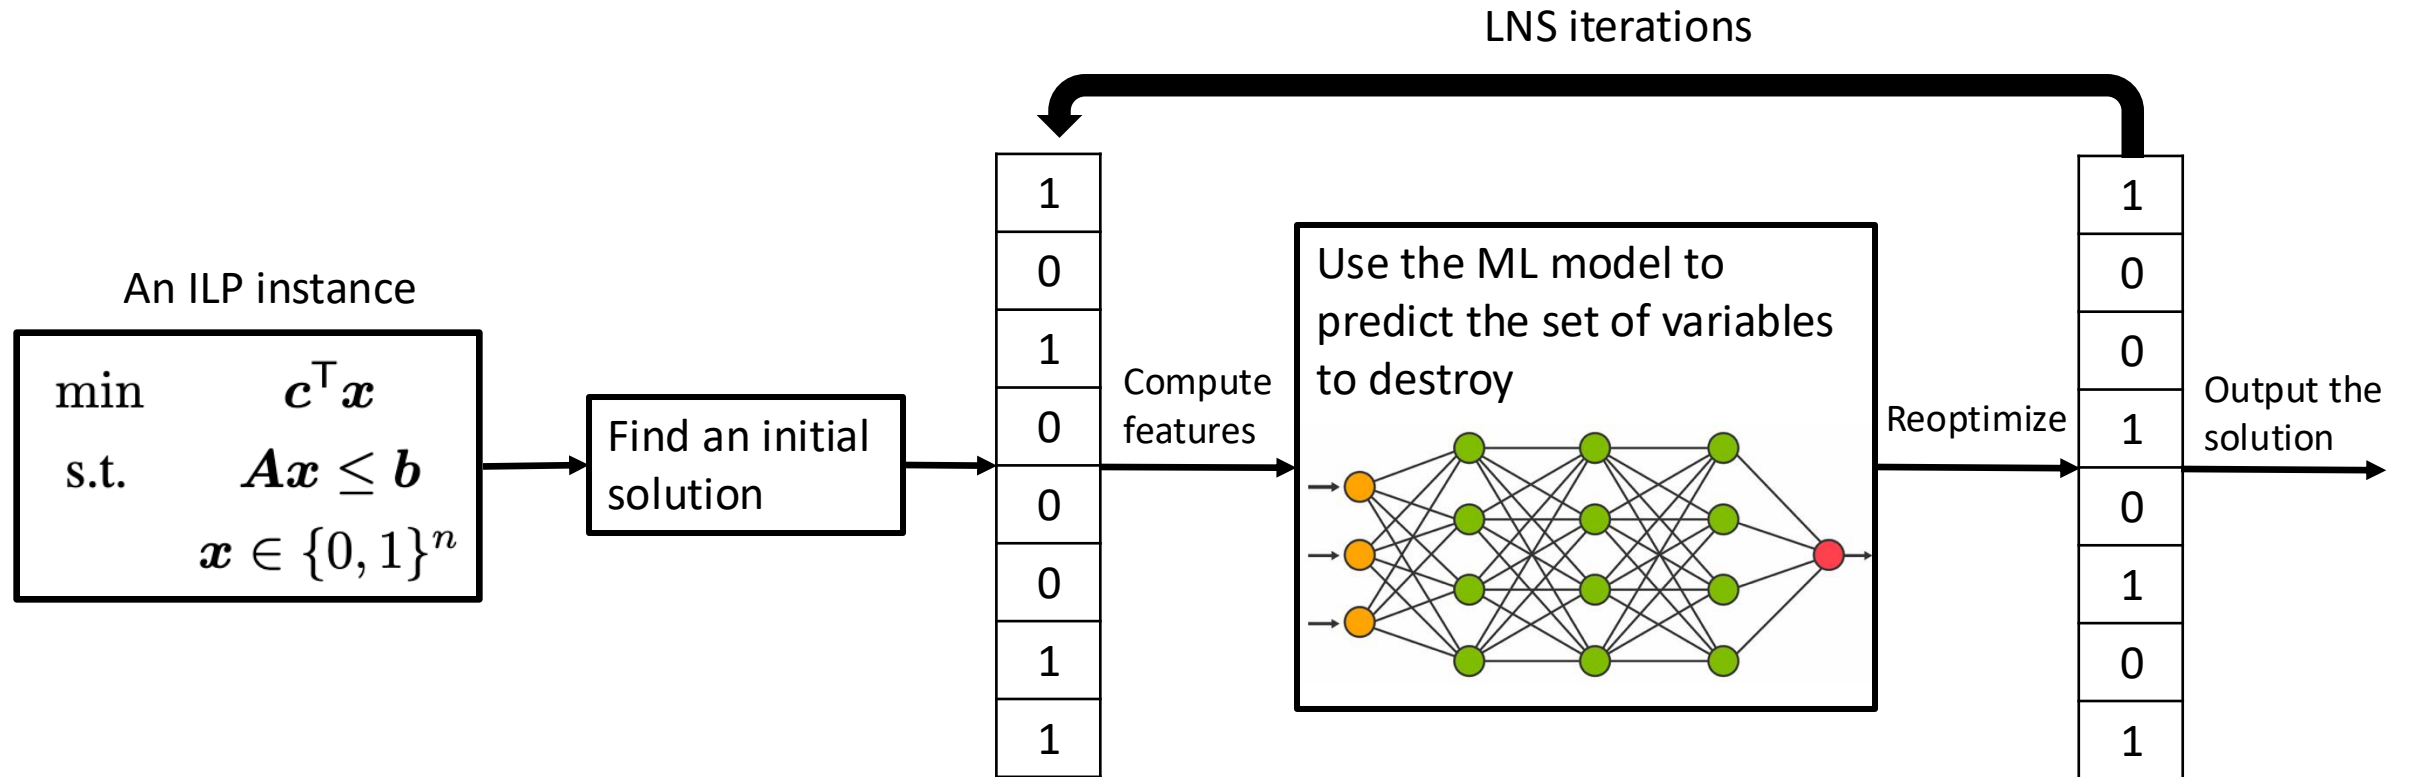 LNS iterations
An ILP instance
min c⊤x
s.t. Ax ≤ b
x ∈ {0, 1}ⁿ
Find an initial
solution
1
0
1
0
0
0
1
1
Compute
features
Use the ML model to
predict the set of variables
to destroy
Reoptimize
1
0
0
1
0
1
0
1
Output the
solution